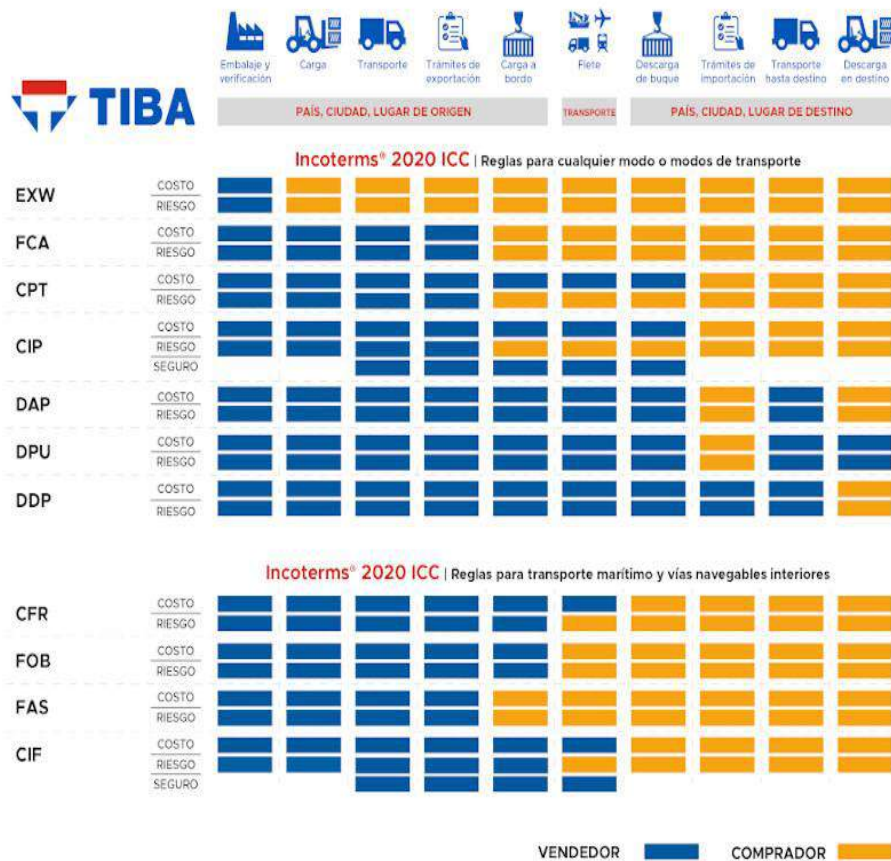 Embalaje y verificación
Carga
Transporte
Trámites de exportación
Carga a bordo
Flete
Descarga de buque
Trámites de importación
Transporte hasta destino
Descarga en destino
TIBA
PAÍS, CIUDAD, LUGAR DE ORIGEN
TRANSPORTE
PAÍS, CIUDAD, LUGAR DE DESTINO
Incoterms® 2020 ICC | Reglas para cualquier modo o modos de transporte
EXW
COSTO
RIESGO
FCA
COSTO
RIESGO
CPT
COSTO
RIESGO
CIP
COSTO
RIESGO
SEGURO
DAP
COSTO
RIESGO
DPU
COSTO
RIESGO
DDP
COSTO
RIESGO
Incoterms® 2020 ICC | Reglas para transporte marítimo y vías navegables interiores
CFR
COSTO
RIESGO
FOB
COSTO
RIESGO
FAS
COSTO
RIESGO
CIF
COSTO
RIESGO
SEGURO
VENDEDOR
COMPRADOR